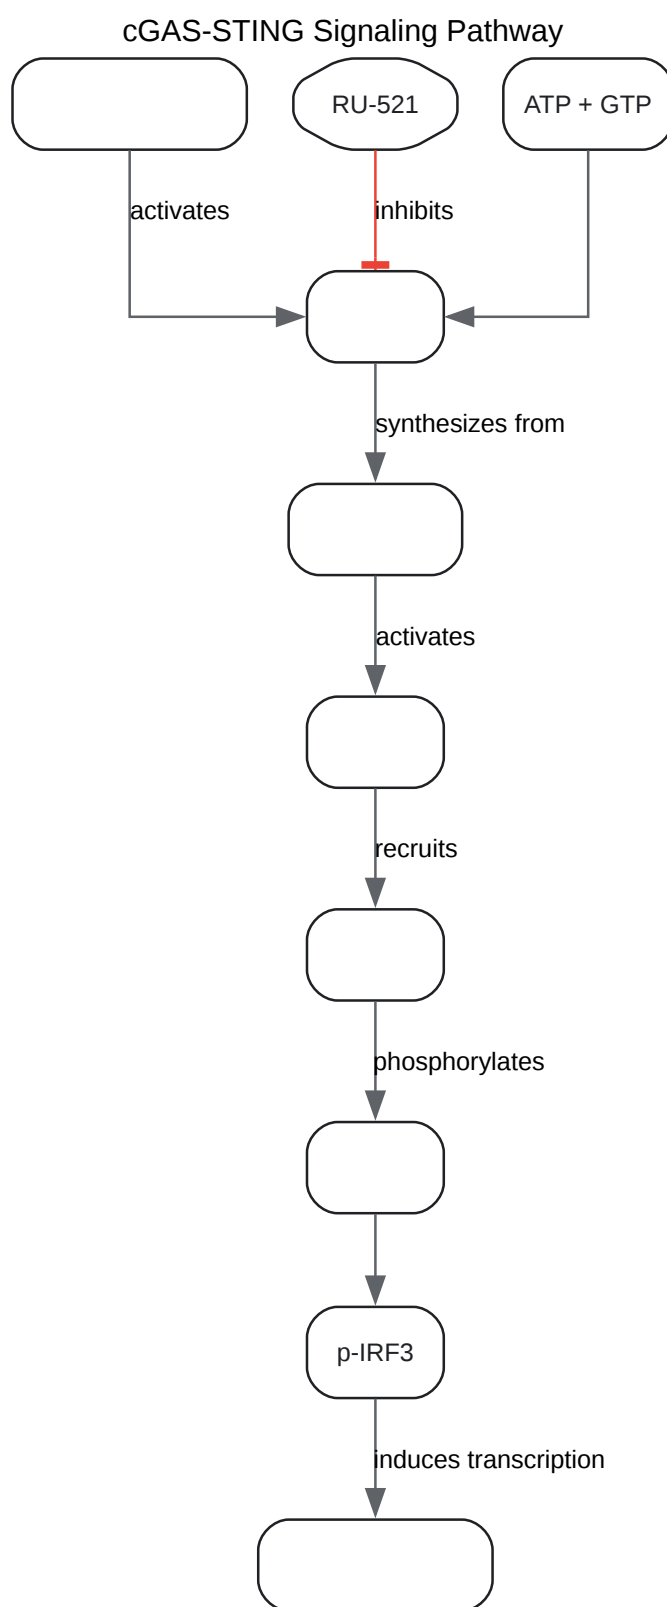 cGAS-STING Signaling Pathway
RU-521
ATP + GTP
activates
inhibits
synthesizes from
activates
recruits
phosphorylates
p-IRF3
induces transcription